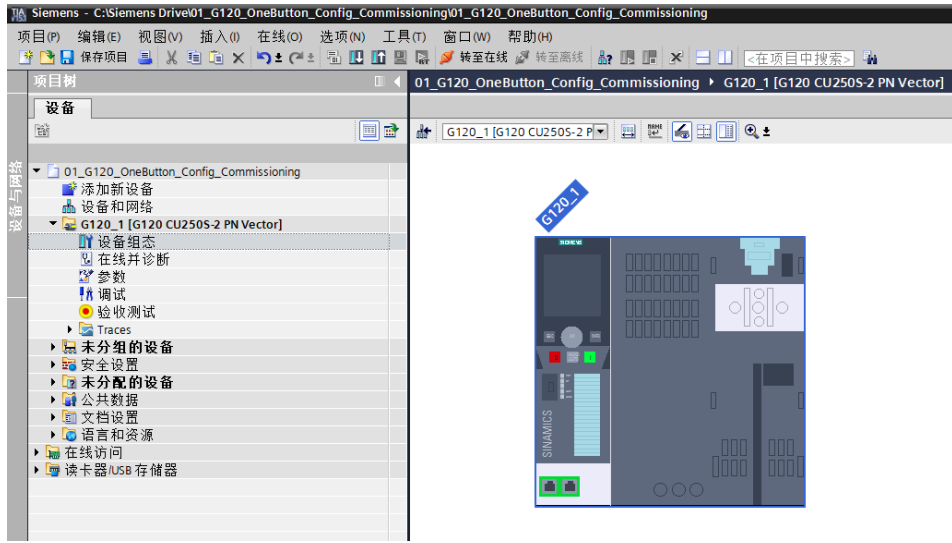 Siemens - C:\Siemens Drive\01_G120_OneButton_Config_Commissioning\01_G120_OneButton_Config_Commissioning
项目(P) 编辑(E) 视图(V) 插入(I) 在线(O) 选项(N) 工具(T) 窗口(W) 帮助(H)
保存项目 转至在线 转至离线 <在项目中搜索>
项目树
01_G120_OneButton_Config_Commissioning ▸ G120_1 [G120 CU250S-2 PN Vector]
设备
G120_1 [G120 CU250S-2 P
设备与网络
01_G120_OneButton_Config_Commissioning
添加新设备
设备和网络
G120_1 [G120 CU250S-2 PN Vector]
设备组态
在线并诊断
参数
调试
验收测试
Traces
未分组的设备
安全设置
未分配的设备
公共数据
文档设置
语言和资源
在线访问
读卡器/USB 存储器
G120_1
SIEMENS
SINAMICS